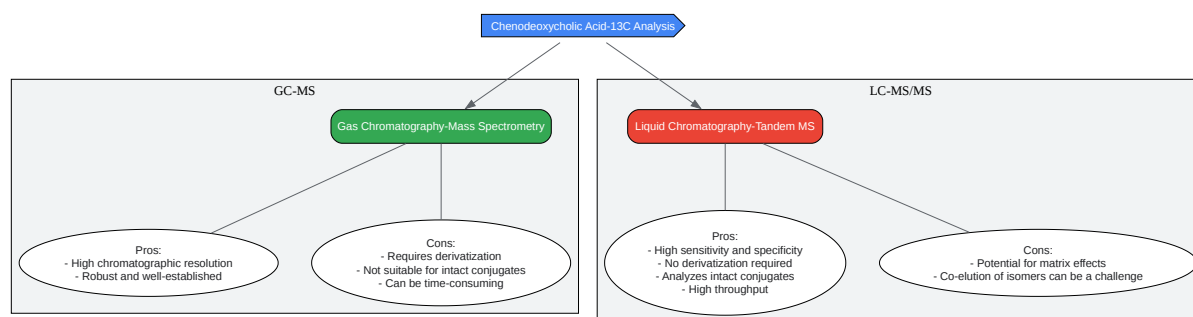 Chenodeoxycholic Acid-13C Analysis
GC-MS
Gas Chromatography-Mass Spectrometry
Pros:
- High chromatographic resolution
- Robust and well-established
Cons:
- Requires derivatization
- Not suitable for intact conjugates
- Can be time-consuming
LC-MS/MS
Liquid Chromatography-Tandem MS
Pros:
- High sensitivity and specificity
- No derivatization required
- Analyzes intact conjugates
- High throughput
Cons:
- Potential for matrix effects
- Co-elution of isomers can be a challenge